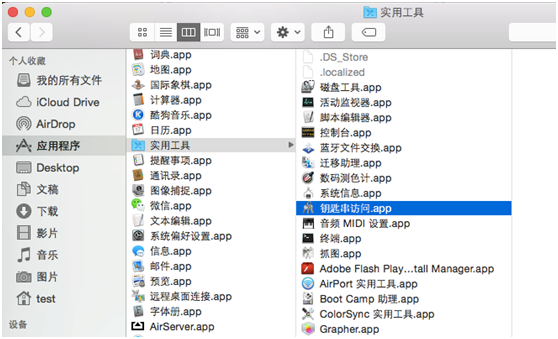 实用工具
个人收藏
我的所有文件
iCloud Drive
AirDrop
应用程序
Desktop
文稿
下载
影片
音乐
图片
test
设备
词典.app
地图.app
国际象棋.app
计算器.app
酷狗音乐.app
日历.app
实用工具
提醒事项.app
通讯录.app
图像捕捉.app
微信.app
文本编辑.app
系统偏好设置.app
信息.app
邮件.app
预览.app
远程桌面连接.app
字体册.app
AirServer.app
.DS_Store
.localized
磁盘工具.app
活动监视器.app
脚本编辑器.app
控制台.app
蓝牙文件交换.app
迁移助理.app
数码测色计.app
系统信息.app
钥匙串访问.app
音频 MIDI 设置.app
终端.app
抓图.app
Adobe Flash Play...tall Manager.app
AirPort 实用工具.app
Boot Camp 助理.app
ColorSync 实用工具.app
Grapher.app